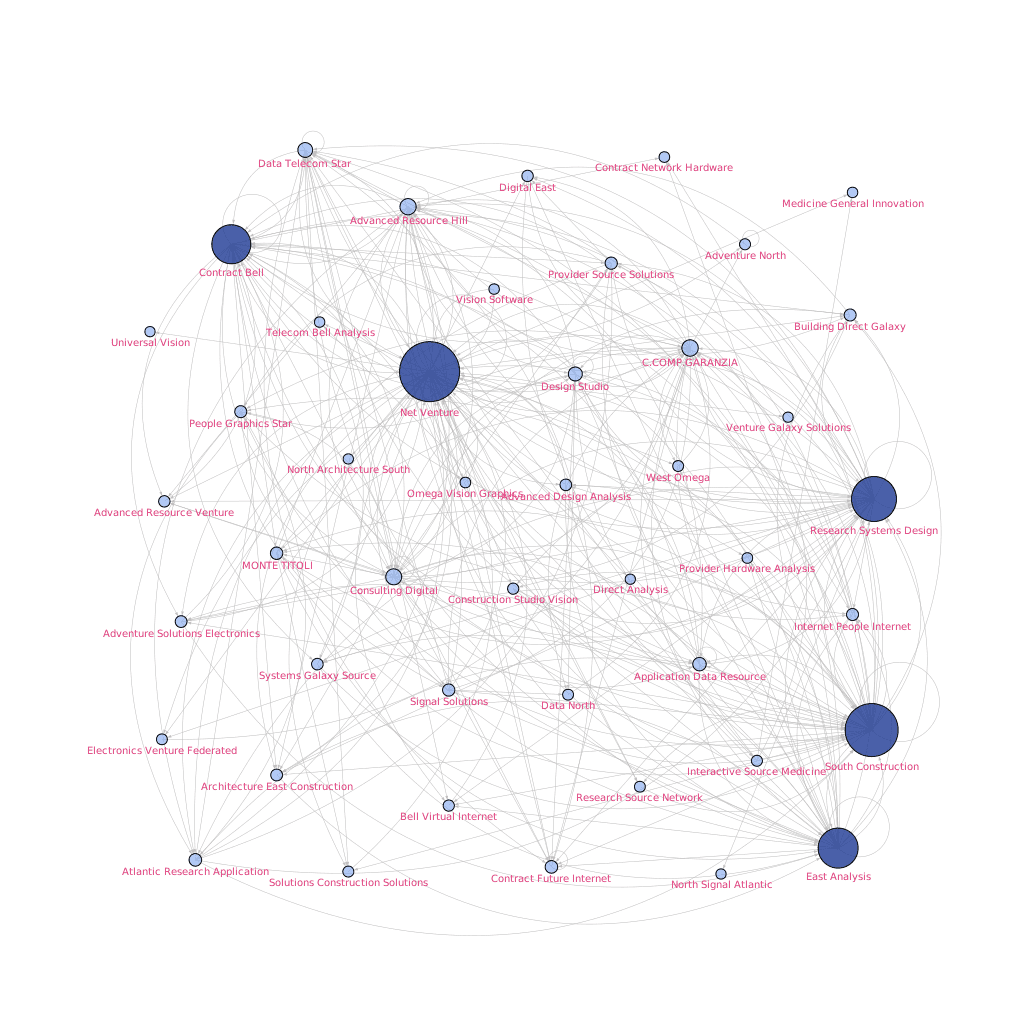 Data Telecom Star
Contract Network Hardware
Digital East
Medicine General Innovation
Advanced Resource Hill
Adventure North
Contract Bell
Provider Source Solutions
Vision Software
Building Direct Galaxy
Telecom Bell Analysis
Universal Vision
C.COMP.GARANZIA
Design Studio
Net Venture
People Graphics Star
Venture Galaxy Solutions
North Architecture South
West Omega
Omega Vision Graphics
Advanced Design Analysis
Advanced Resource Venture
Research Systems Design
MONTE TITOLI
Provider Hardware Analysis
Consulting Digital
Direct Analysis
Construction Studio Vision
Internet People Internet
Adventure Solutions Electronics
Systems Galaxy Source
Application Data Resource
Signal Solutions
Data North
Electronics Venture Federated
South Construction
Interactive Source Medicine
Architecture East Construction
Research Source Network
Bell Virtual Internet
Atlantic Research Application
East Analysis
Contract Future Internet
Solutions Construction Solutions
North Signal Atlantic